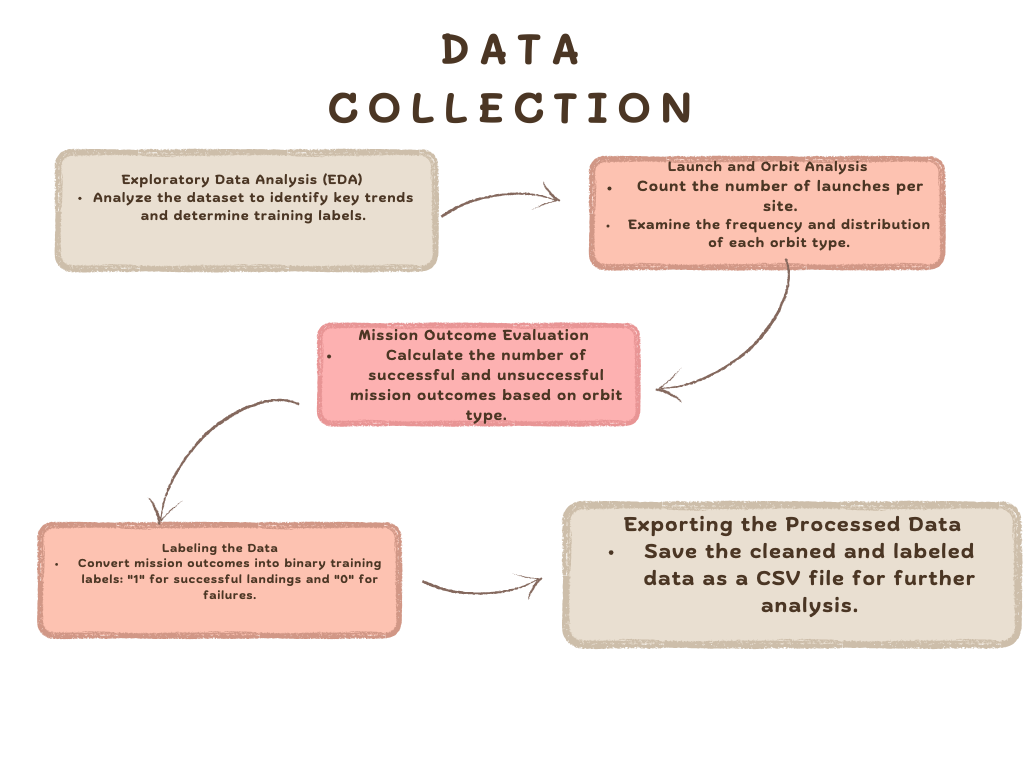 DATA
COLLECTION
Exploratory Data Analysis (EDA)
• Analyze the dataset to identify key trends
and determine training labels.
Launch and Orbit Analysis
• Count the number of launches per
site.
• Examine the frequency and distribution
of each orbit type.
Mission Outcome Evaluation
• Calculate the number of
successful and unsuccessful
mission outcomes based on orbit
type.
Labeling the Data
• Convert mission outcomes into binary training
labels: "1" for successful landings and "0" for
failures.
Exporting the Processed Data
• Save the cleaned and labeled
data as a CSV file for further
analysis.